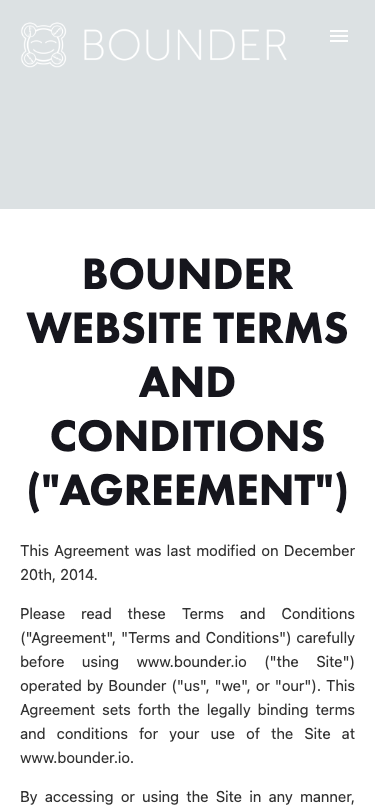 BOUNDER
BOUNDER
WEBSITE TERMS
AND
CONDITIONS
("AGREEMENT")
This Agreement was last modified on December
20th, 2014.
Please read these Terms and Conditions
("Agreement", "Terms and Conditions") carefully
before using www.bounder.io ("the Site")
operated by Bounder ("us", "we", or "our"). This
Agreement sets forth the legally binding terms
and conditions for your use of the Site at
www.bounder.io.
By accessing or using the Site in any manner,